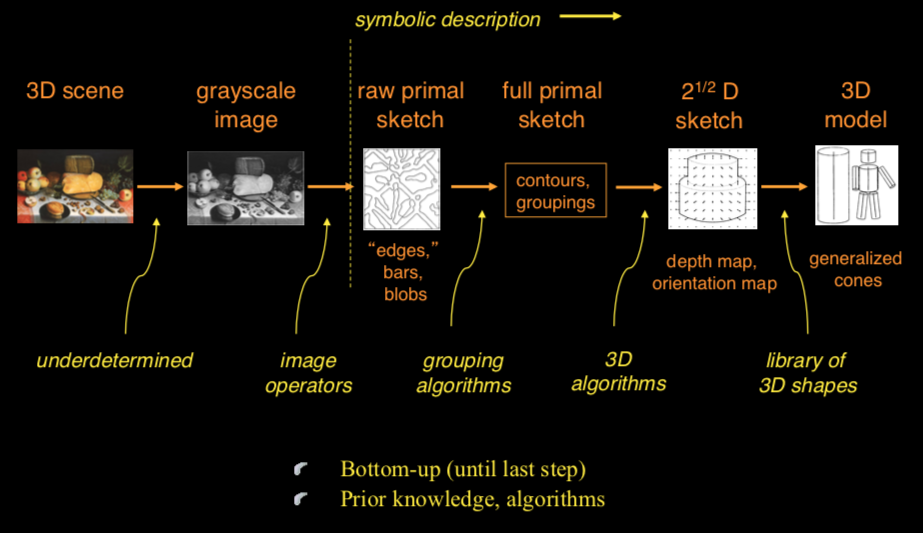 symbolic description
3D scene
grayscale
image
raw primal
sketch
full primal
sketch
2^1/2 D
sketch
3D
model
contours,
groupings
“edges,”
bars,
blobs
depth map,
orientation map
generalized
cones
underdetermined
image
operators
grouping
algorithms
3D
algorithms
library of
3D shapes
Bottom-up (until last step)
Prior knowledge, algorithms